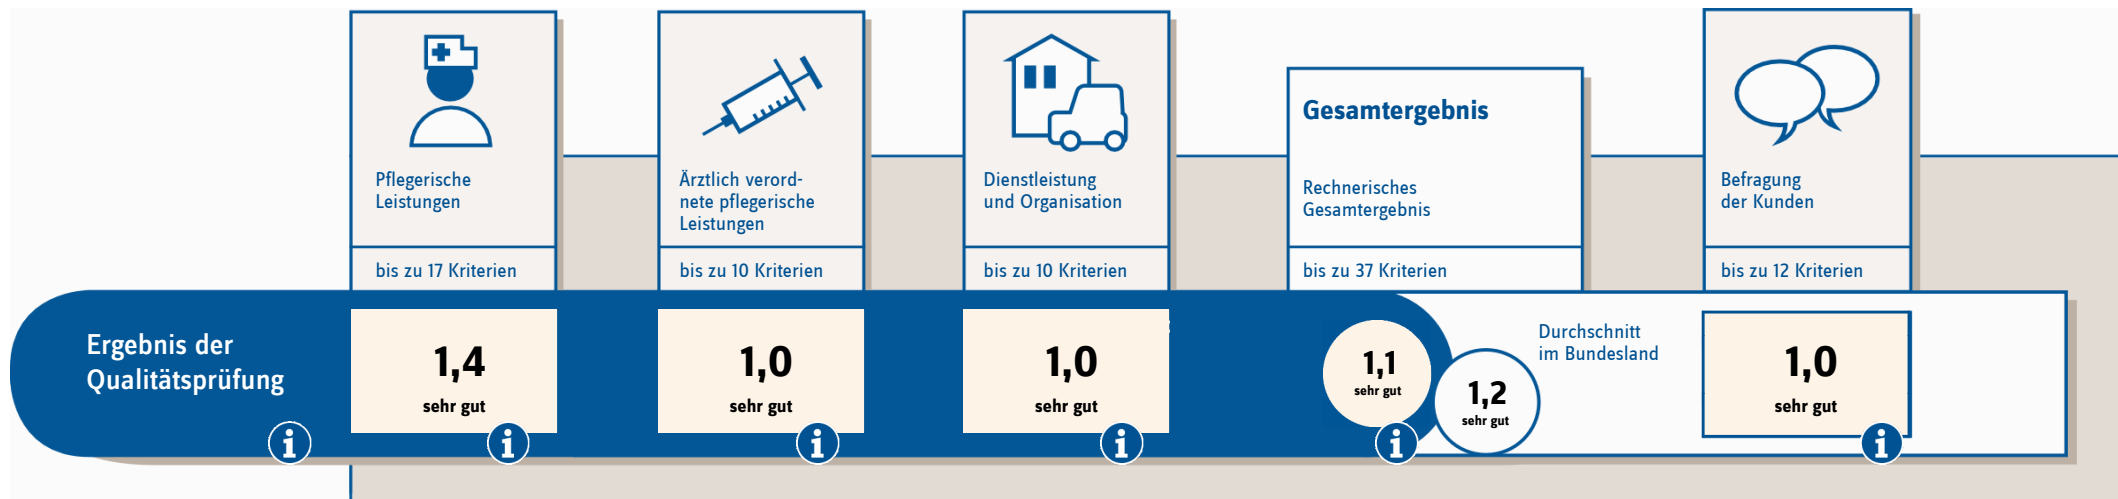 Pflegerische
Leistungen
bis zu 17 Kriterien
Ärztlich verord-
nete pflegerische
Leistungen
bis zu 10 Kriterien
Dienstleistung
und Organisation
bis zu 10 Kriterien
Gesamtergebnis
Rechnerisches
Gesamtergebnis
bis zu 37 Kriterien
Befragung
der Kunden
bis zu 12 Kriterien
Ergebnis der
Qualitätsprüfung
i
1,4
sehr gut
i
1,0
sehr gut
i
1,0
sehr gut
i
1,1
sehr gut
i
1,2
sehr gut
Durchschnitt
im Bundesland
1,0
sehr gut
i